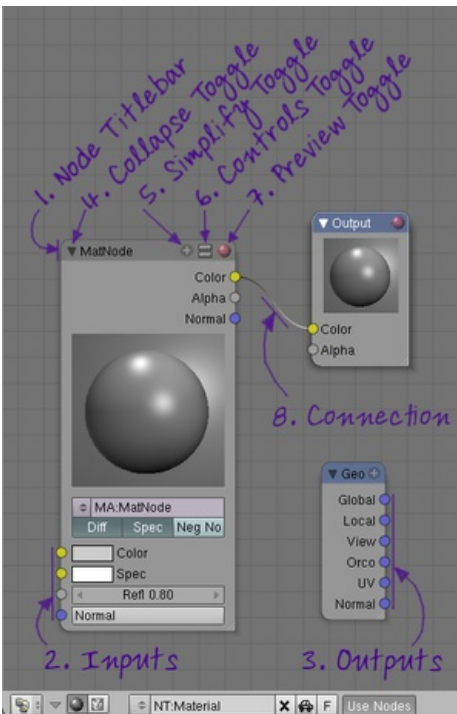 1. Node Titlebar
4. Collapse Toggle
5. Simplify Toggle
6. Controls Toggle
7. Preview Toggle
MatNode
Color
Alpha
Normal
MA:MatNode
Diff Spec Neg No
Color
Spec
Refl 0.80
Normal
2. Inputs
Output
Color
Alpha
8. Connection
Geo
Global
Local
View
Orco
UV
Normal
3. Outputs
NT:Material X F Use Nodes